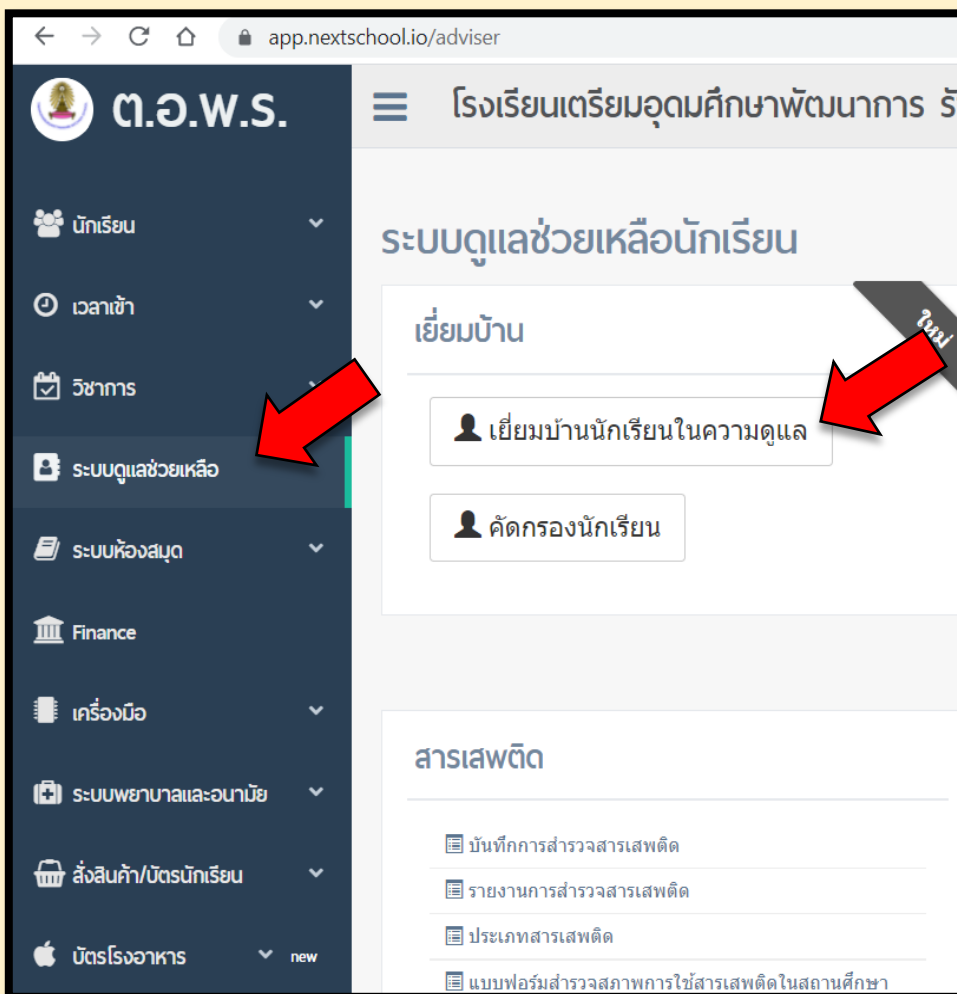 app.nextschool.io/adviser
ต.อ.พ.ร.
โรงเรียนเตรียมอุดมศึกษาพัฒนาการ
นักเรียน
ระบบดูแลช่วยเหลือนักเรียน
เวลาเข้า
เยี่ยมบ้าน
ใหม่
วิชาการ
เยี่ยมบ้านนักเรียนในความดูแล
ระบบดูแลช่วยเหลือ
คัดกรองนักเรียน
ระบบห้องสมุด
Finance
เครื่องมือ
สารเสพติด
ระบบพยาบาลและอนามัย
บันทึกการสำรวจสารเสพติด
สั่งสินค้า/บัตรนักเรียน
รายงานการสำรวจสารเสพติด
ประเภทสารเสพติด
บัตรโรงอาหาร new
แบบฟอร์มสำรวจสภาพการใช้สารเสพติดในสถานศึกษา